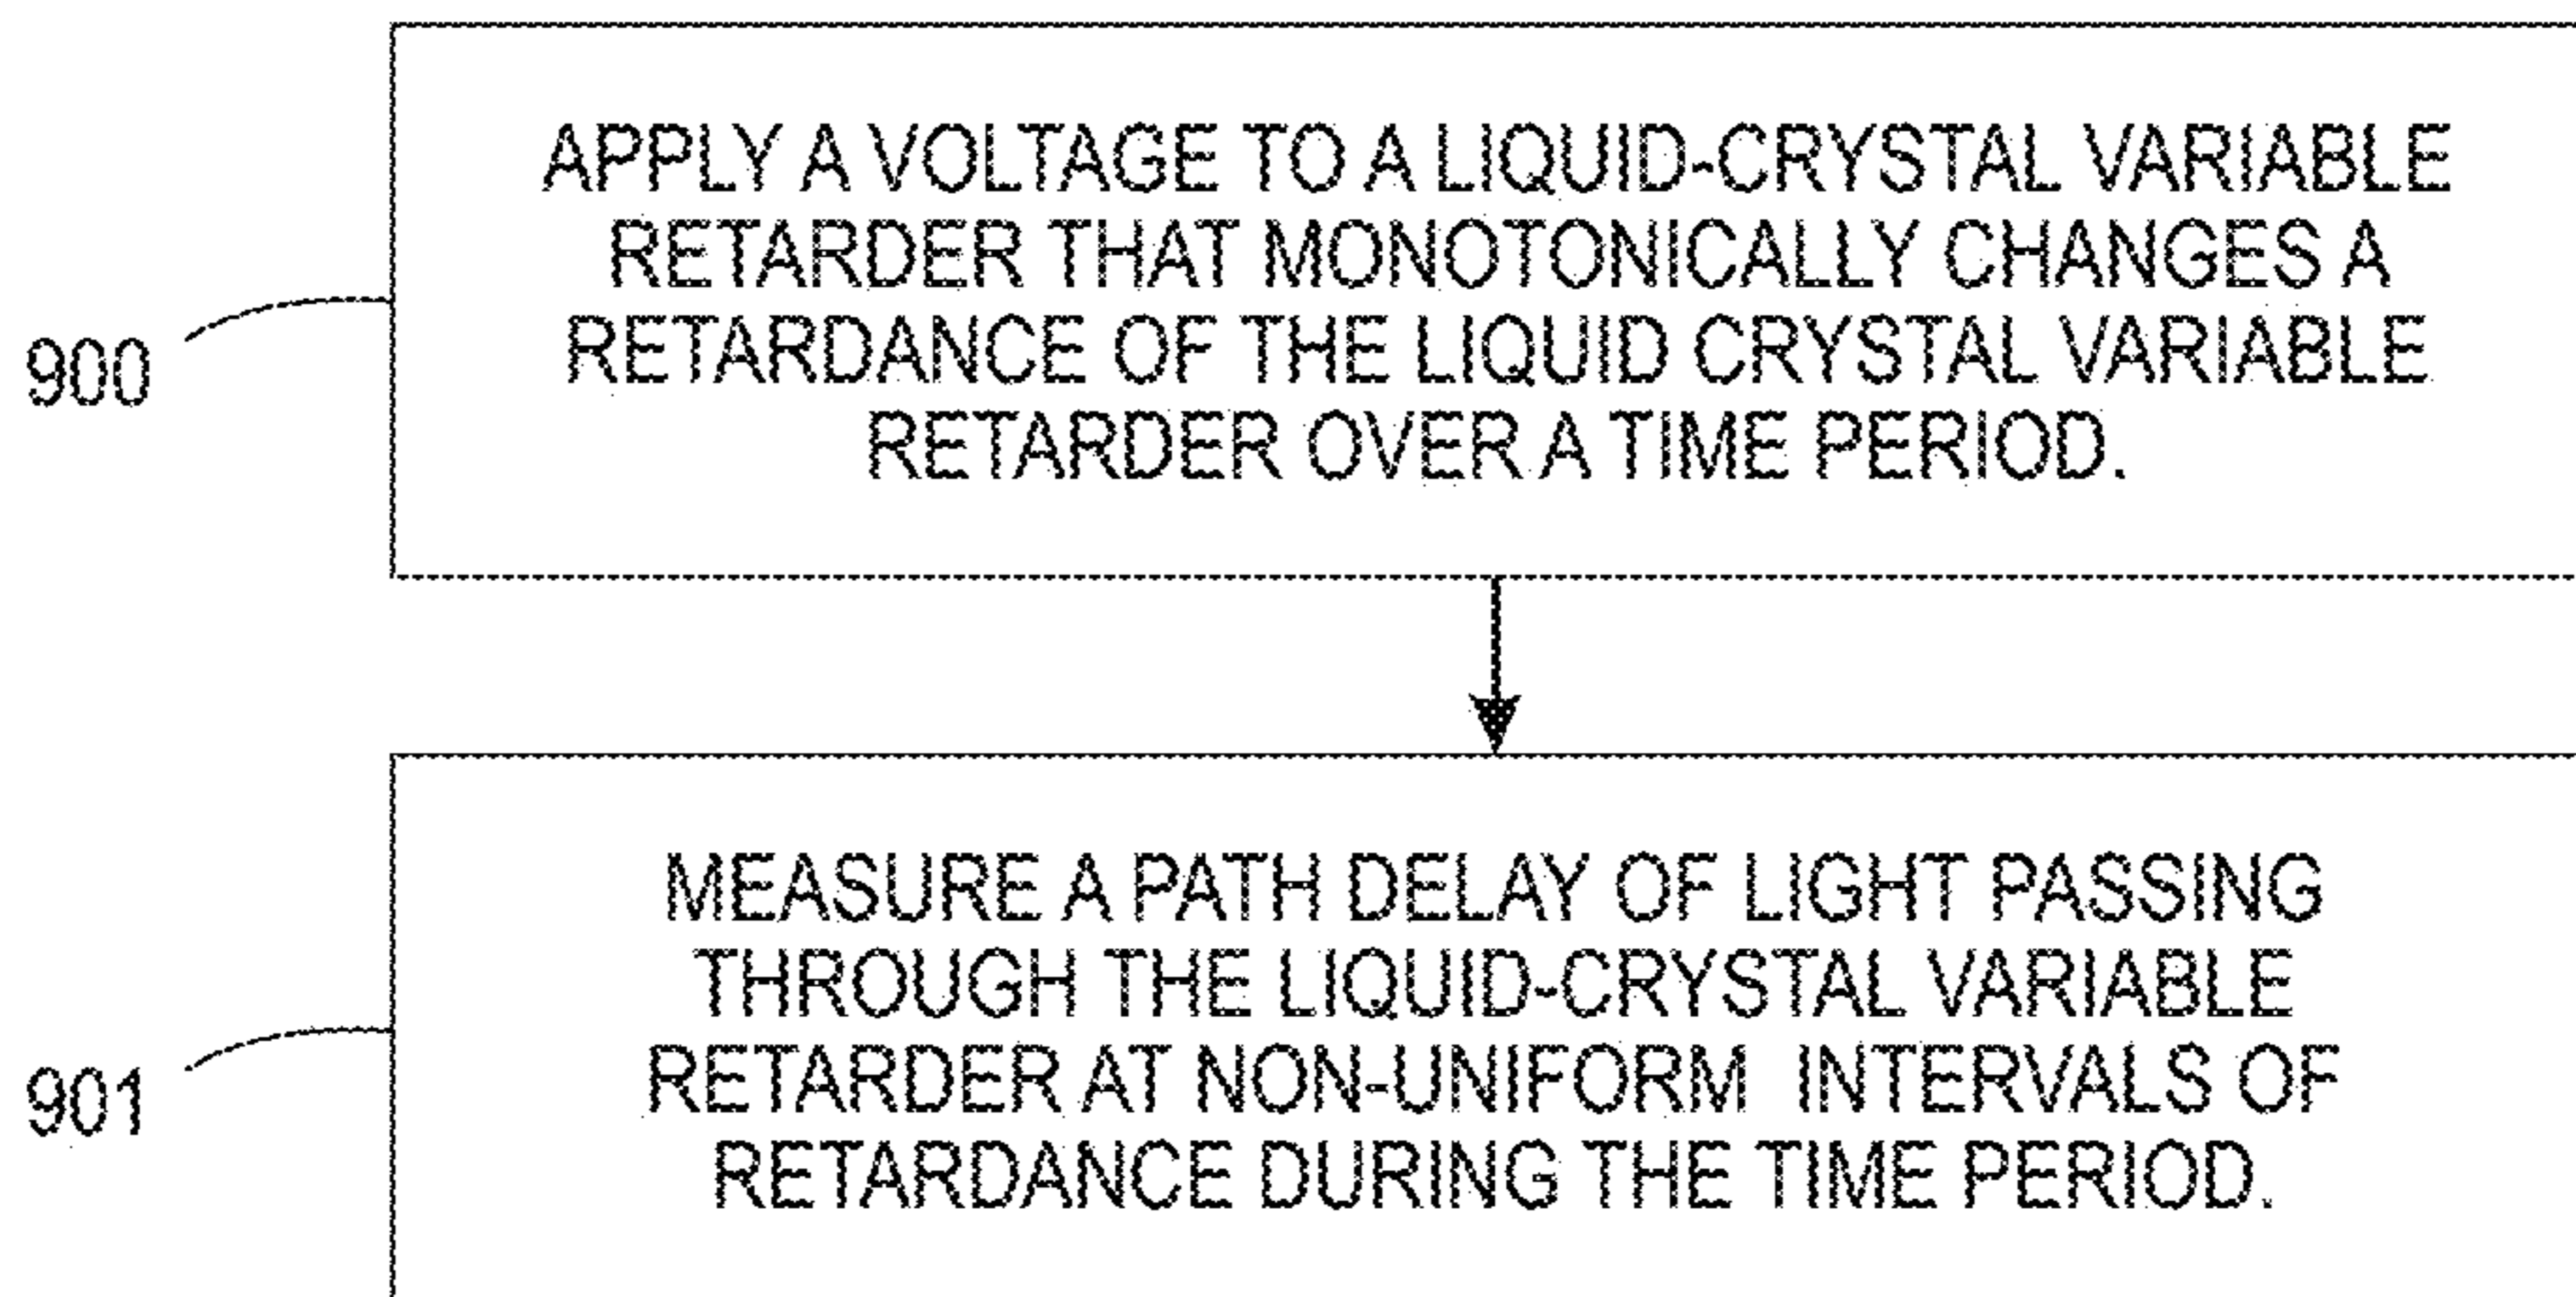 APPLY A VOLTAGE TO A LIQUID-CRYSTAL VARIABLE
RETARDER THAT MONOTONICALLY CHANGES A
RETARDANCE OF THE LIQUID CRYSTAL VARIABLE
RETARDER OVER A TIME PERIOD.
900
MEASURE A PATH DELAY OF LIGHT PASSING
THROUGH THE LIQUID-CRYSTAL VARIABLE
RETARDER AT NON-UNIFORM INTERVALS OF
RETARDANCE DURING THE TIME PERIOD.
901